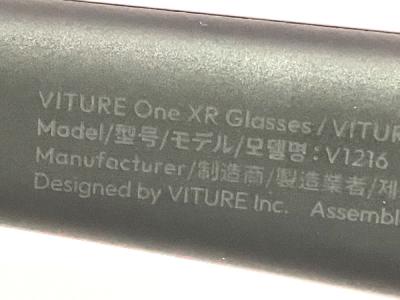 VITURE One XR Glasses / VITUR
Model/型号/モデル/모델명 : V1216
Manufacturer/制造商/製造業者/제
Designed by VITURE Inc. Assembl